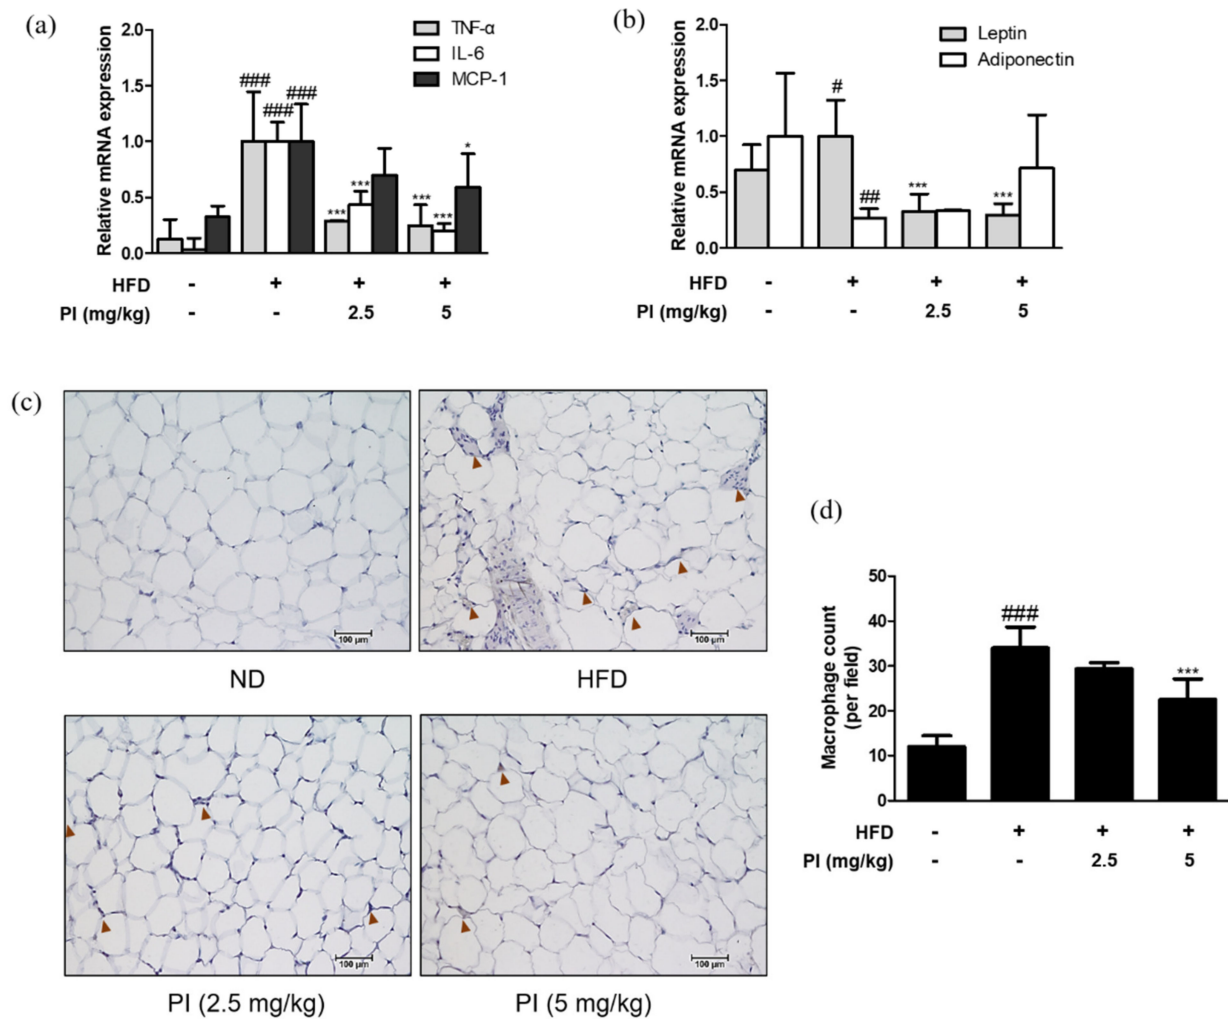 (a)
Relative mRNA expression
2.0
1.5
1.0
0.5
0.0
TNF-α
IL-6
MCP-1
### ### ###
*** *** *** *** *
HFD - + + +
PI (mg/kg) - - 2.5 5
(b)
Relative mRNA expression
2.0
1.5
1.0
0.5
0.0
Leptin
Adiponectin
# ## *** ***
HFD - + + +
PI (mg/kg) - - 2.5 5
(c)
100 μm
100 μm
ND HFD
100 μm
100 μm
PI (2.5 mg/kg) PI (5 mg/kg)
(d)
Macrophage count
(per field)
50
40
30
20
10
0
### ***
HFD - + + +
PI (mg/kg) - - 2.5 5